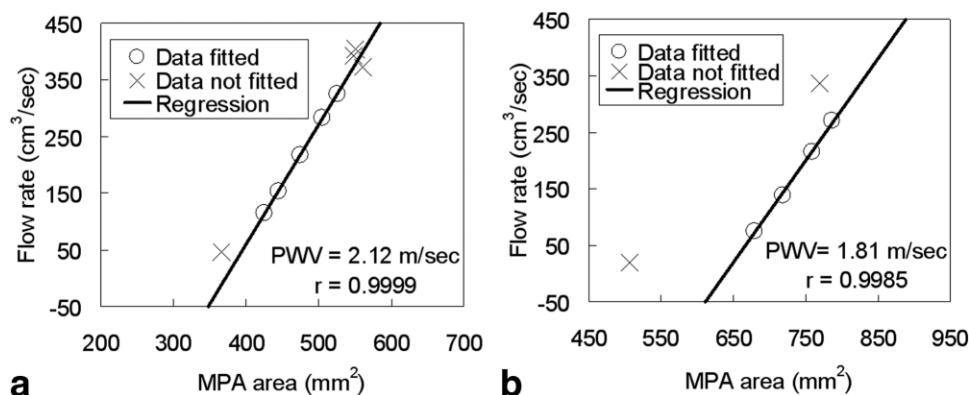 450
350
250
150
50
-50
Flow rate (cm³/sec)
Data fitted
Data not fitted
Regression
PWV = 2.12 m/sec
r = 0.9999
200 300 400 500 600 700
MPA area (mm²)
a
450
350
250
150
50
-50
Flow rate (cm³/sec)
Data fitted
Data not fitted
Regression
PWV= 1.81 m/sec
r = 0.9985
450 550 650 750 850 950
MPA area (mm²)
b